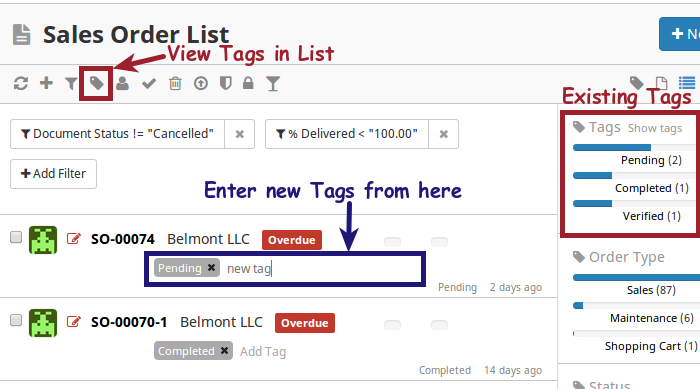 Sales Order List
View Tags in List
Existing Tags
Document Status != "Cancelled" ×
% Delivered < "100.00" ×
+ Add Filter
Enter new Tags from here
SO-00074 Belmont LLC Overdue
Pending × new tag
Pending 2 days ago
SO-00070-1 Belmont LLC Overdue
Completed × Add Tag
Completed 14 days ago
+ Ne
Tags Show tags
Pending (2)
Completed (1)
Verified (1)
Order Type
Sales (87)
Maintenance (6)
Shopping Cart (1)
Status